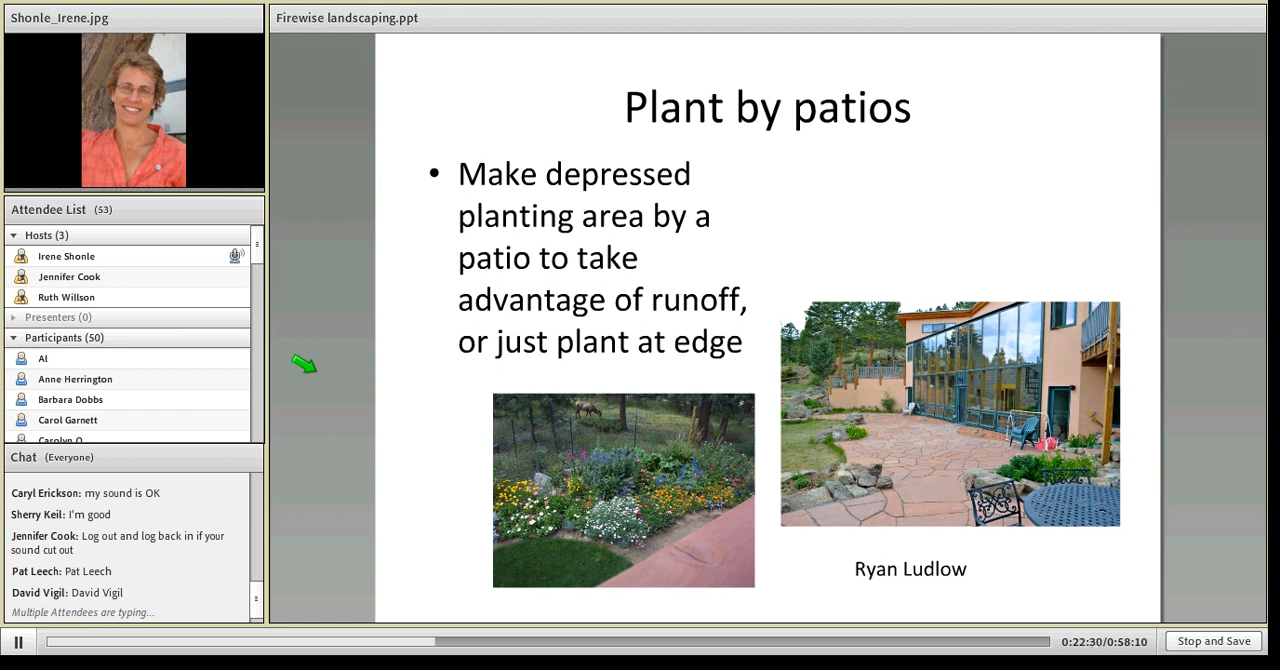 Shonle_Irene.jpg
Attendee List (53)
Hosts (3)
Irene Shonle
Jennifer Cook
Ruth Willson
Presenters (0)
Participants (50)
Al
Anne Herrington
Barbara Dobbs
Carol Garnett
Carolyn O
Chat (Everyone)
Caryl Erickson: my sound is OK
Sherry Keil: I'm good
Jennifer Cook: Log out and log back in if your
sound cut out
Pat Leech: Pat Leech
David Vigil: David Vigil
Multiple Attendees are typing...
Firewise landscaping.ppt
Plant by patios
• Make depressed
planting area by a
patio to take
advantage of runoff,
or just plant at edge
Ryan Ludlow
0:22:30/0:58:10
Stop and Save